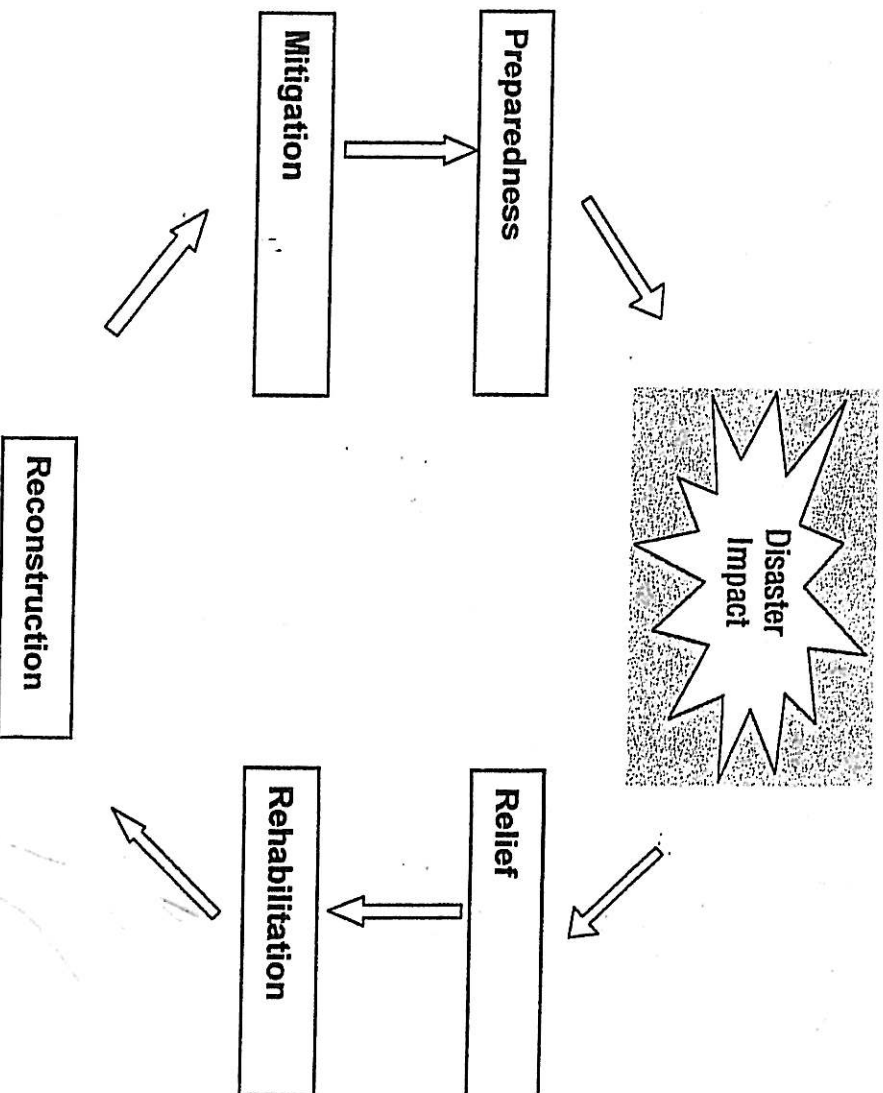 Disaster
Impact
Preparedness
Relief
Mitigation
Rehabilitation
Reconstruction